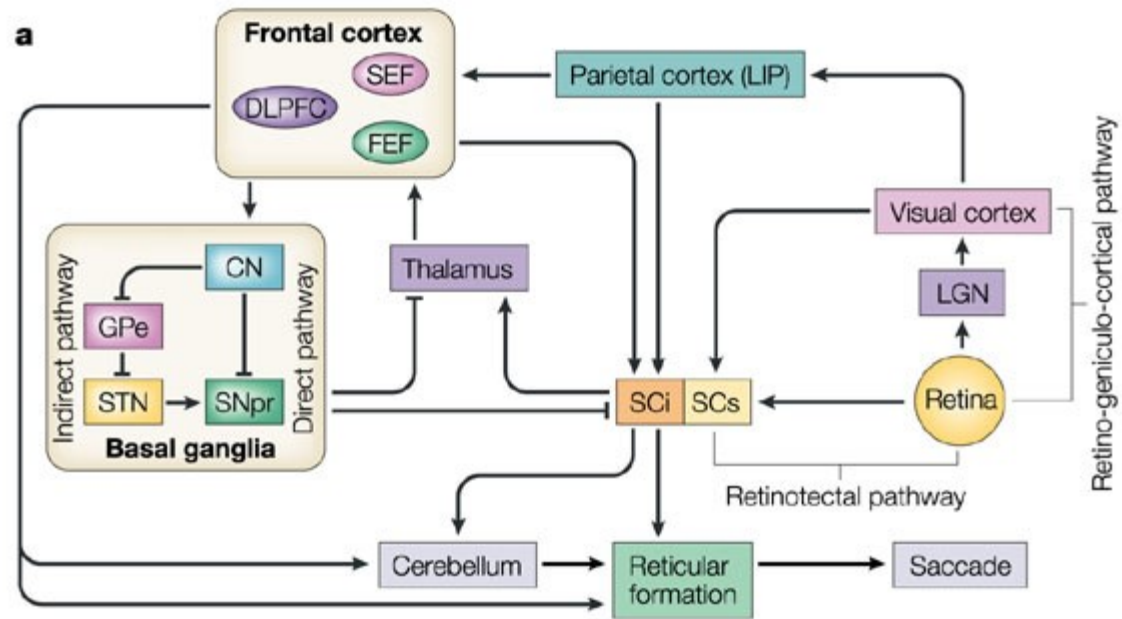 a
Frontal cortex
SEF
DLPFC
FEF
Parietal cortex (LIP)
Visual cortex
LGN
Retina
Retino-geniculo-cortical pathway
Thalamus
Indirect pathway
CN
GPe
STN
SNpr
Direct pathway
Basal ganglia
SCi
SCs
Retinotectal pathway
Cerebellum
Reticular
formation
Saccade